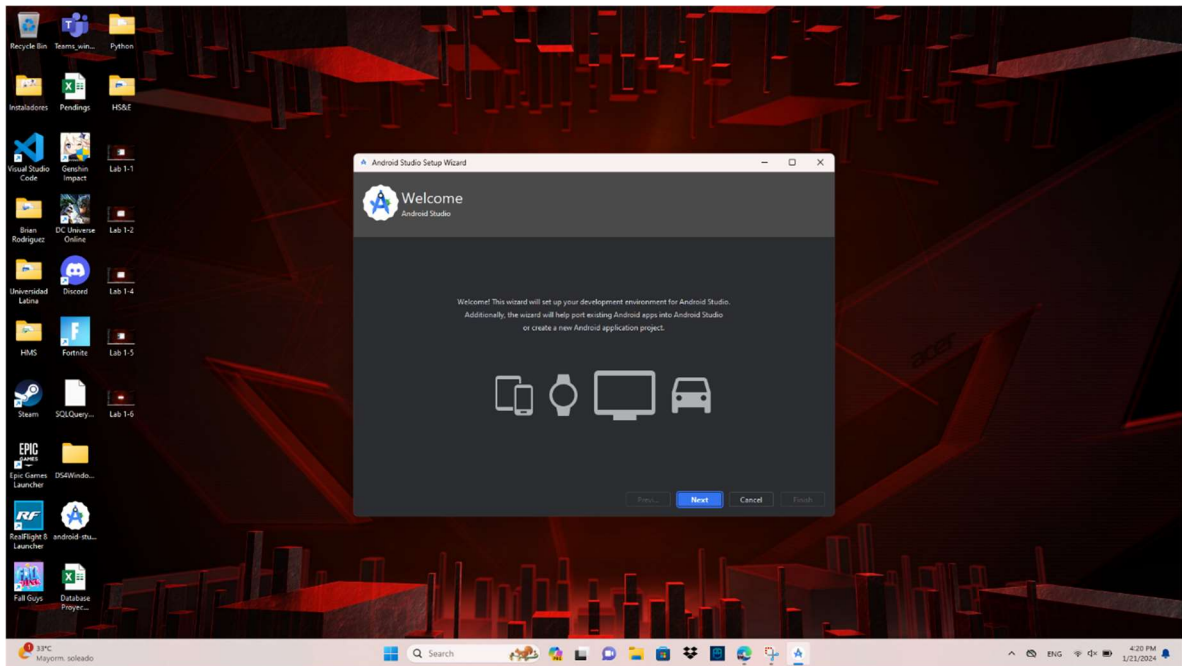 Recycle Bin
Teams_win...
Python
Instaladores
Pendings
HS&E
Visual Studio
Code
Genshin
Impact
Lab 1-1
Brian
Rodriguez
DC Universe
Online
Lab 1-2
Universidad
Latina
Discord
Lab 1-4
HMS
Fortnite
Lab 1-5
Steam
SQLQuery...
Lab 1-6
EPIC
GAMES
Epic Games
Launcher
DS4Windo...
RF
RealFlight 8
Launcher
android-stu...
Fall Guys
Database
Proyec...
acer
Android Studio Setup Wizard
Welcome
Android Studio
Welcome! This wizard will set up your development environment for Android Studio.
Additionally, the wizard will help port existing Android apps into Android Studio
or create a new Android application project.
Next
Cancel
Finish
33°C
Mayorm. soleado
Search
ENG
4:20 PM
1/21/2024